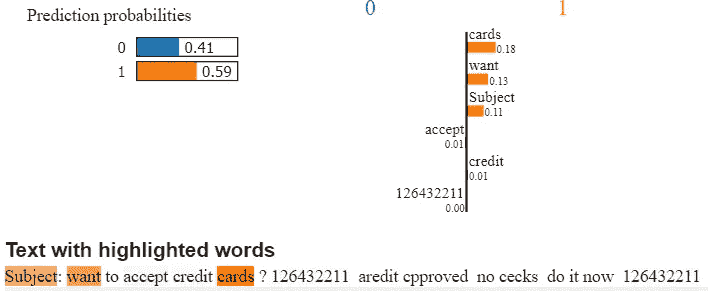 Prediction probabilities
0 0.41
1 0.59
0 1
cards
0.18
want
0.13
Subject
0.11
accept
0.01
credit
0.01
126432211
0.00
Text with highlighted words
Subject: want to accept credit cards ? 126432211 aredit cpproved no cecks do it now 126432211